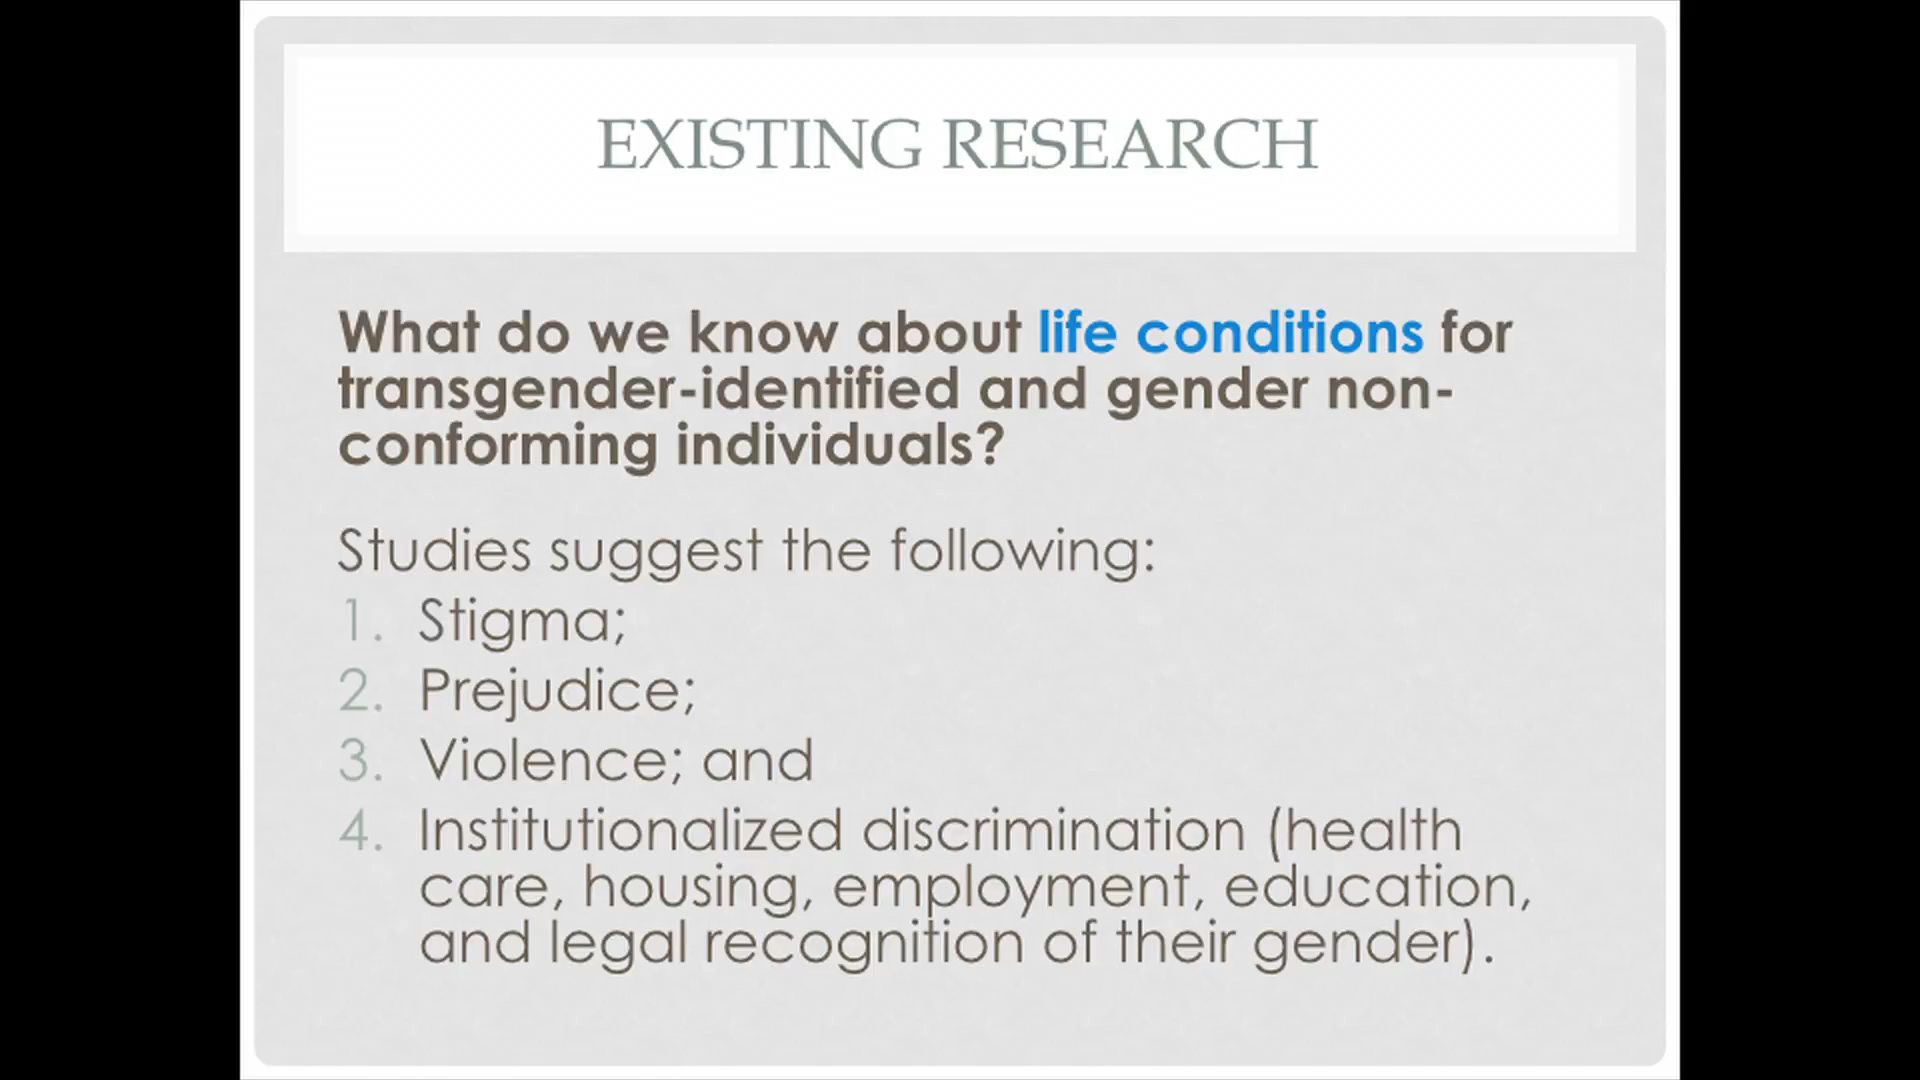 EXISTING RESEARCH
What do we know about life conditions for
transgender-identified and gender non-
conforming individuals?
Studies suggest the following:
1. Stigma;
2. Prejudice;
3. Violence; and
4. Institutionalized discrimination (health
care, housing, employment, education,
and legal recognition of their gender).